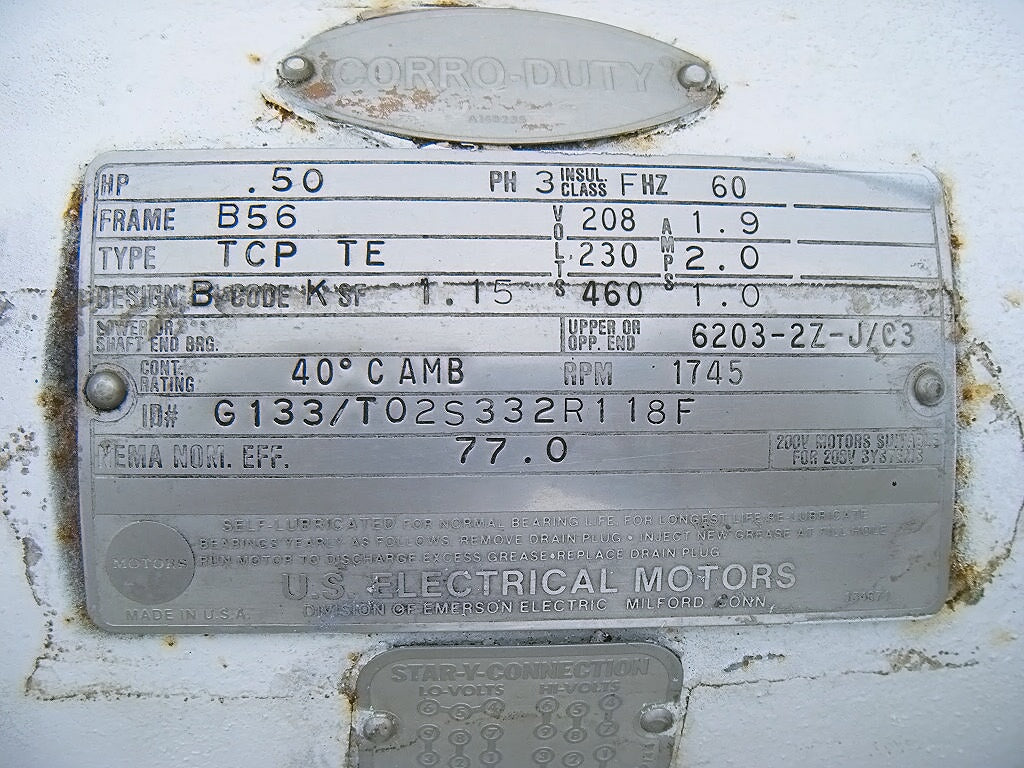 CORRO-DUTY
HP .50 PH 3 INSUL. CLASS F HZ 60
FRAME B56 VOLTS 208 AMPS 1.9
TYPE TCP TE 230 2.0
DESIGN B CODE K SF 1.15 460 1.0
LOWER OR SHAFT END BRG. UPPER OR OPP. END 6203-2Z-J/C3
CONT. RATING 40°C AMB RPM 1745
ID# G133/T02S332R118F
NEMA NOM. EFF. 77.0 200V MOTORS SUITABLE
FOR 208V SYSTEMS
SELF-LUBRICATED FOR NORMAL BEARING LIFE. FOR LONGEST LIFE RE-LUBRICATE
BEARINGS YEARLY AS FOLLOWS. REMOVE DRAIN PLUG • INJECT NEW GREASE AT FILL HOLE
RUN MOTOR TO DISCHARGE EXCESS GREASE • REPLACE DRAIN PLUG
MOTORS
U.S. ELECTRICAL MOTORS
DIVISION OF EMERSON ELECTRIC MILFORD CONN.
MADE IN U.S.A.
STAR-Y-CONNECTION
LO-VOLTS HI-VOLTS